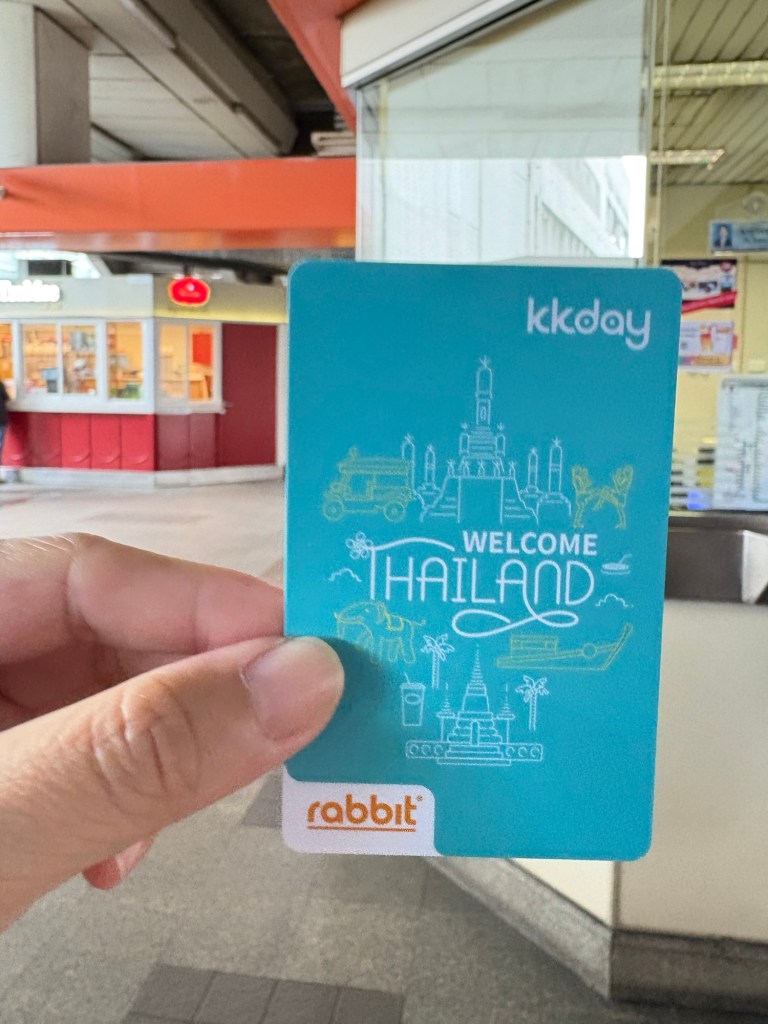 kkday
WELCOME
THAILAND
rabbit